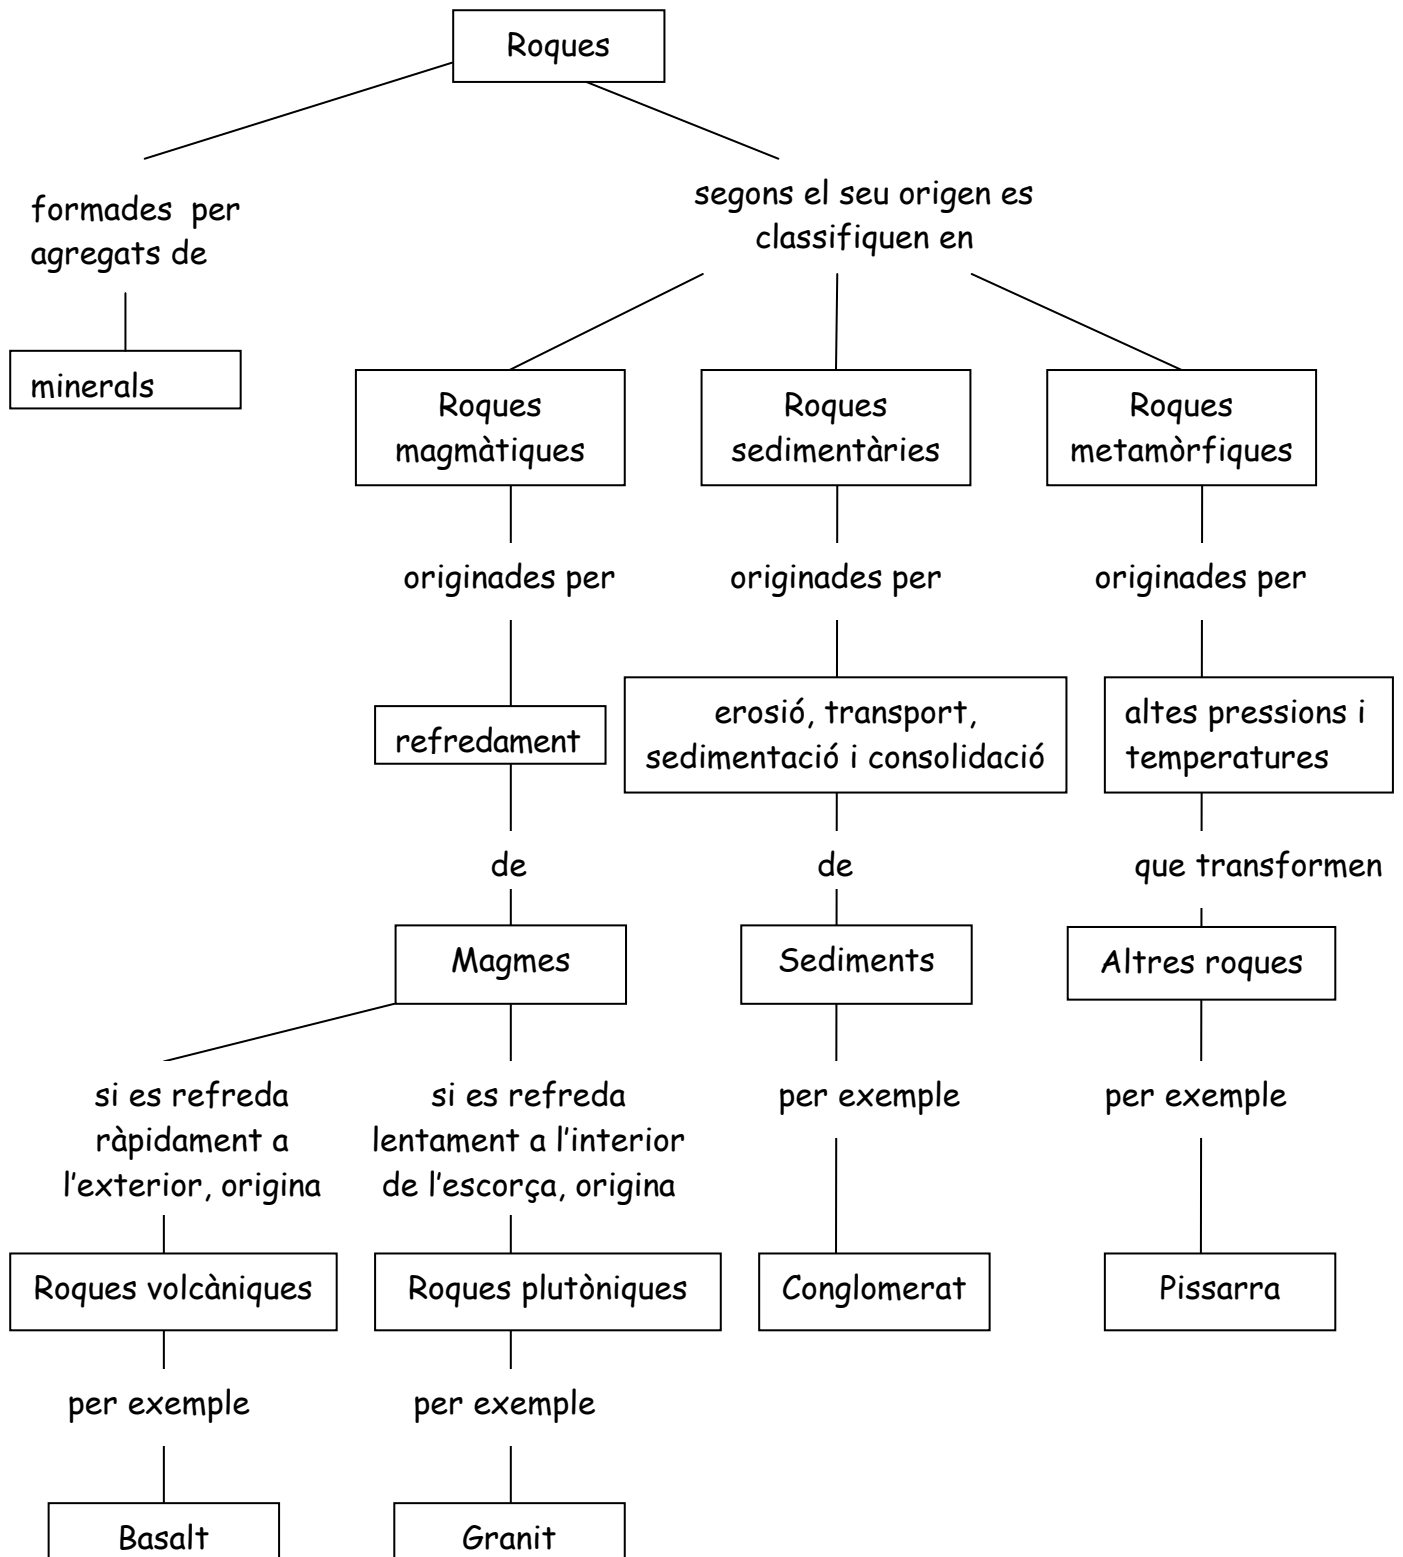 Roques
formades per
agregats de
segons el seu origen es
classifiquen en
minerals
Roques
magmàtiques
Roques
sedimentàries
Roques
metamòrfiques
originades per
originades per
originades per
refredament
erosió, transport,
sedimentació i consolidació
altes pressions i
temperatures
de
de
que transformen
Magmes
Sediments
Altres roques
si es refreda
ràpidament a
l'exterior, origina
si es refreda
lentament a l'interior
de l'escorça, origina
per exemple
per exemple
Roques volcàniques
Roques plutòniques
Conglomerat
Pissarra
per exemple
per exemple
Basalt
Granit